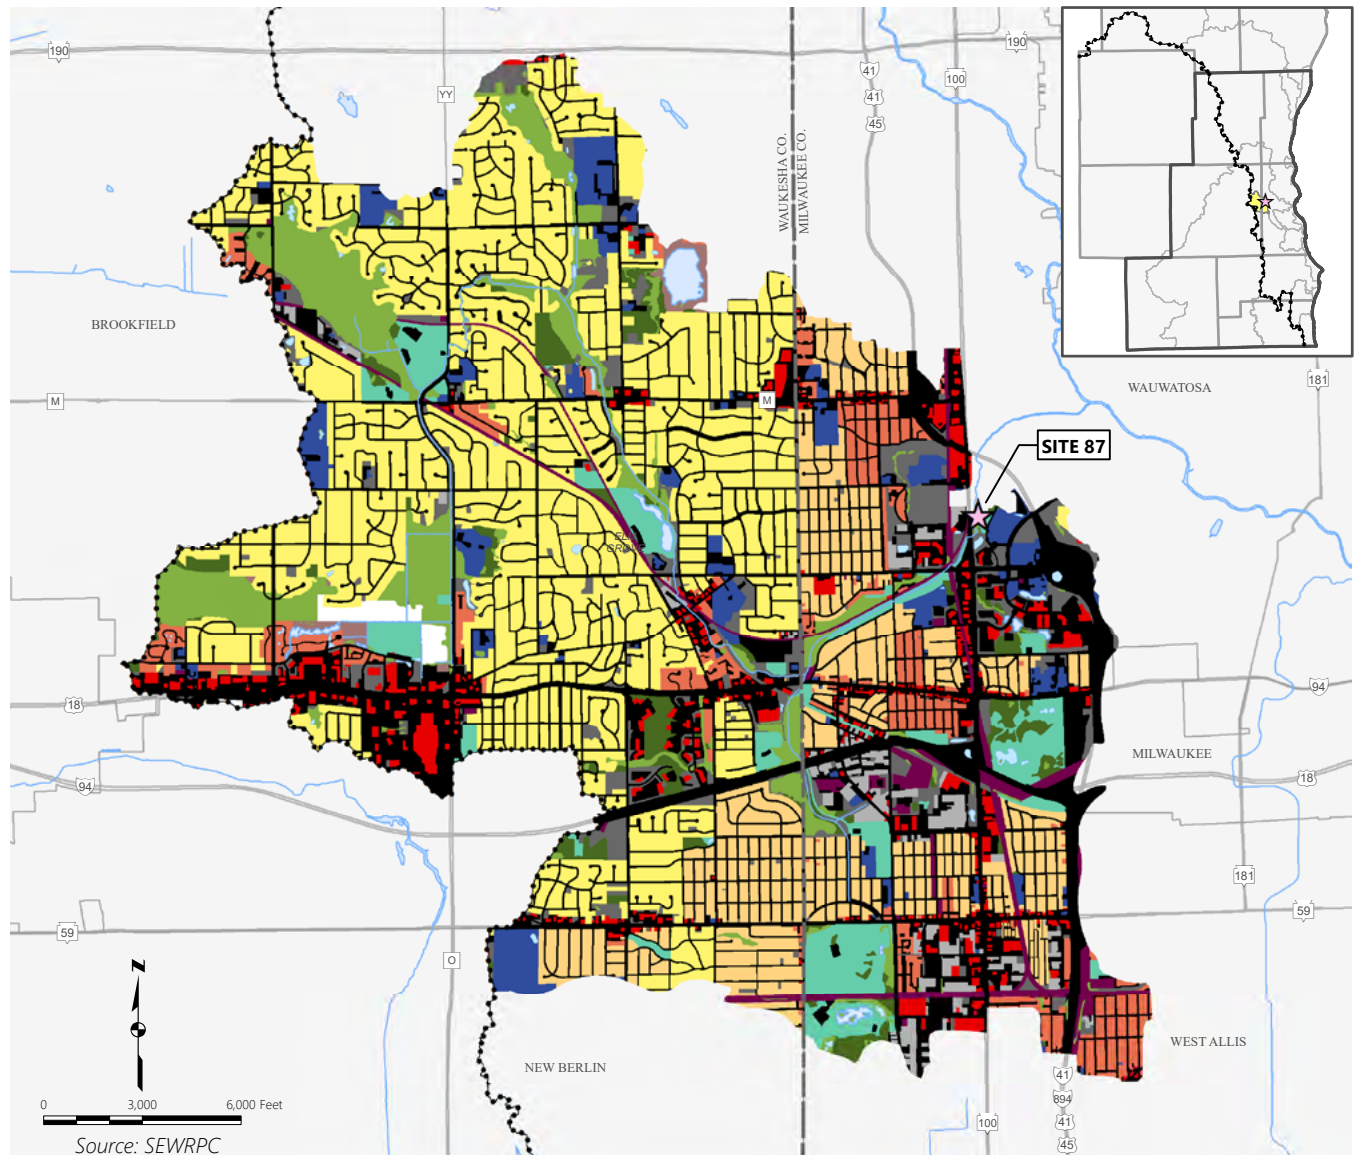 190
190
YY
41
41
45
100
WAUKESHA CO.
MILWAUKEE CO.
BROOKFIELD
WAUWATOSA
181
M
M
SITE 87
ELM
GROVE
18
94
MILWAUKEE
18
94
181
59
59
O
N
NEW BERLIN
WEST ALLIS
0 3,000 6,000 Feet
Source: SEWRPC
41
894
41
45
100